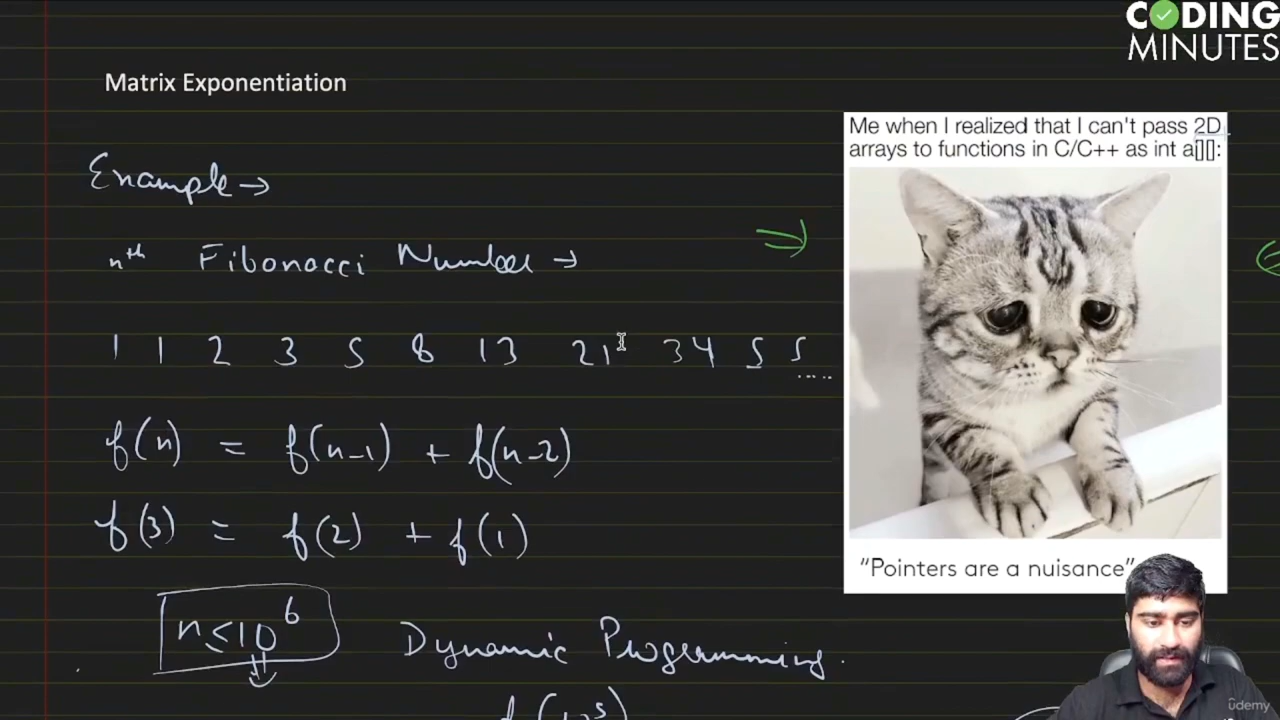 CODING
MINUTES
Matrix Exponentiation
Me when I realized that I can't pass 2D
arrays to functions in C/C++ as int a[][]:
Example →
nth Fibonacci Number →
1 1 2 3 5 8 13 21 34 55 .....
f(n) = f(n-1) + f(n-2)
f(3) = f(2) + f(1)
"Pointers are a nuisance"
n ≤ 10^6 Dynamic Programming.
udemy